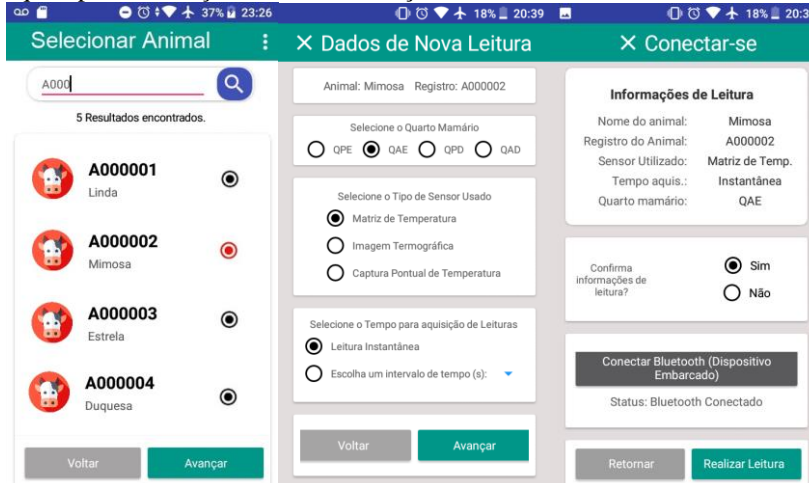 37% 23:26
Selecionar Animal
A000
5 Resultados encontrados.
A000001
Linda
A000002
Mimosa
A000003
Estrela
A000004
Duquesa
Voltar
Avançar
18% 20:39
Dados de Nova Leitura
Animal: Mimosa Registro: A000002
Selecione o Quarto Mamário
QPE QAE QPD QAD
Selecione o Tipo de Sensor Usado
Matriz de Temperatura
Imagem Termográfica
Captura Pontual de Temperatura
Selecione o Tempo para aquisição de Leituras
Leitura Instantânea
Escolha um intervalo de tempo (s):
Voltar
Avançar
18% 20:3
Conectar-se
Informações de Leitura
Nome do animal: Mimosa
Registro do Animal: A000002
Sensor Utilizado: Matriz de Temp.
Tempo aquis.: Instantânea
Quarto mamário: QAE
Confirma
informações de
leitura?
Sim
Não
Conectar Bluetooth (Dispositivo
Embarcado)
Status: Bluetooth Conectado
Retornar
Realizar Leitura